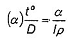 (α) t°/D = α/lρ